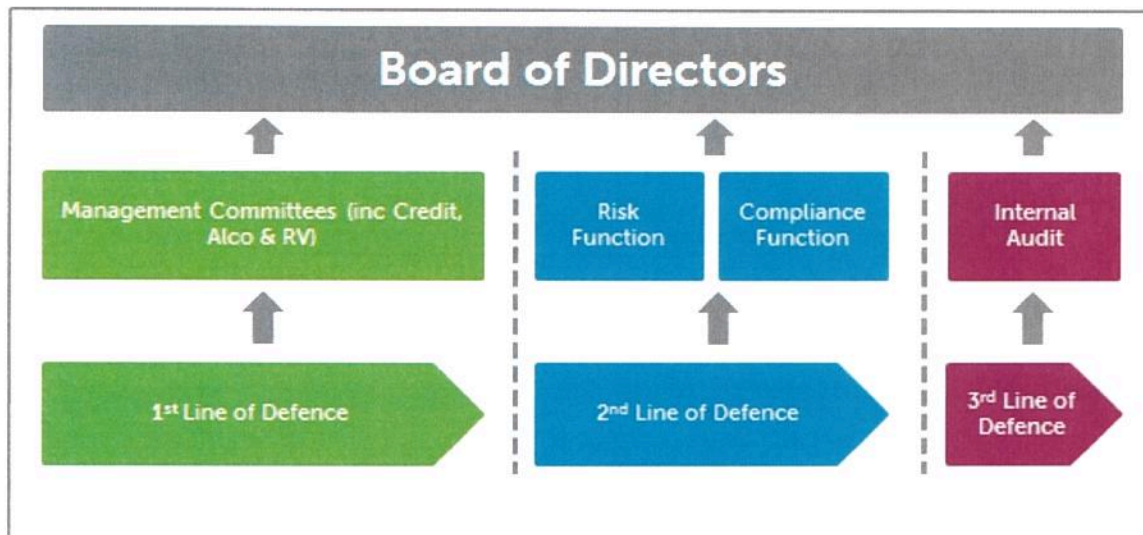 Board of Directors
Management Committees (inc Credit,
Alco & RV)
Risk
Function
Compliance
Function
Internal
Audit
1st Line of Defence
2nd Line of Defence
3rd Line of
Defence